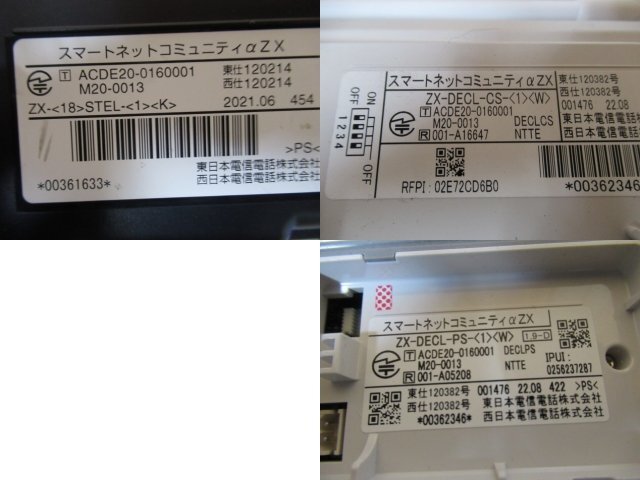 スマートネットコミュニティαZX
T ACDE20-0160001
M20-0013
東仕120214
西仕120214
ZX-<18>STEL-<1><K>
2021.06 454
>PS<
東日本電信電話株式会社
西日本電信電話株式会社
*00361633*
スマートネットコミュニティαZX
ZX-DECL-CS-<1><W>
T ACDE20-0160001
M20-0013 DECLCS
R 001-A16647 NTTE
東仕120382号
西仕120382号
001476 22.08
東日本電信電話株式会社
西日本電信電話株式会社
ON
OFF
1 2 3 4
OFF
RFPI: 02E72CD6B0
*00362346
スマートネットコミュニティαZX
ZX-DECL-PS-<1><W> 1.9-D
T ACDE20-0160001 DECLPS
M20-0013 NTTE
R 001-A05208
IPUI:
0256237287
東仕120382号 001476 22.08 422 >PS<
西仕120382号 東日本電信電話株式会社
*00362346* 西日本電信電話株式会社